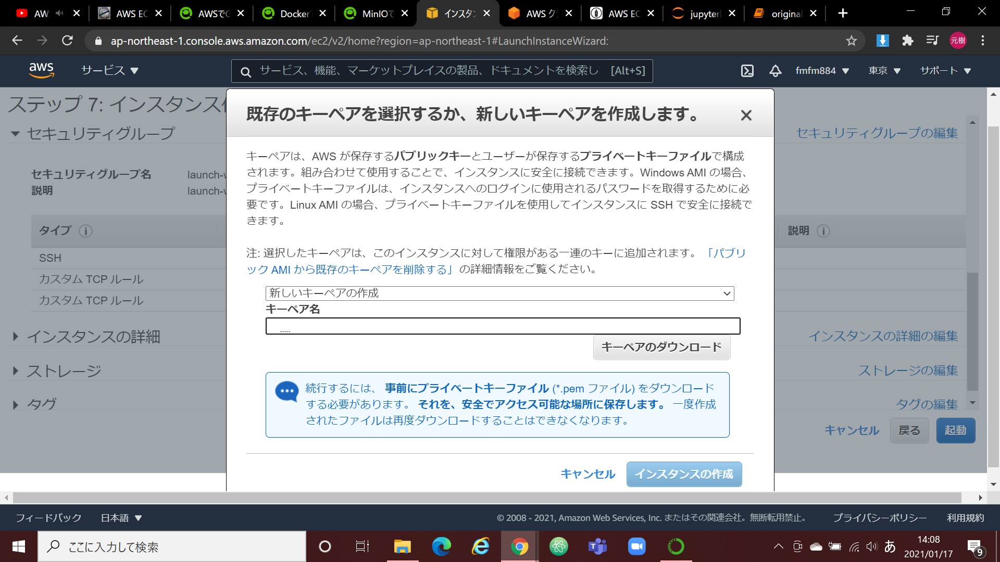 AW
AWS EC
AWSでG
Docker
MinIOで
インスタン
AWS ク
AWS EC
jupyterl
original
ap-northeast-1.console.aws.amazon.com/ec2/v2/home?region=ap-northeast-1#LaunchInstanceWizard:
元樹
aws
サービス
サービス、機能、マーケットプレイスの製品、ドキュメントを検索し
[Alt+S]
fmfm884
東京
サポート
ステップ 7: インスタンス
既存のキーペアを選択するか、新しいキーペアを作成します。
セキュリティグループ
セキュリティグループの編集
キーペアは、AWS が保存するパブリックキーとユーザーが保存するプライベートキーファイルで構成
されます。組み合わせて使用することで、インスタンスに安全に接続できます。Windows AMI の場合、
プライベートキーファイルは、インスタンスへのログインに使用されるパスワードを取得するために必
要です。Linux AMI の場合、プライベートキーファイルを使用してインスタンスに SSH で安全に接続で
きます。
セキュリティグループ名
launch-w
説明
launch-w
タイプ
説明
SSH
カスタム TCP ルール
カスタム TCP ルール
注: 選択したキーペアは、このインスタンスに対して権限がある一連のキーに追加されます。 「パブリ
ック AMI から既存のキーペアを削除する」 の詳細情報をご覧ください。
新しいキーペアの作成
キーペア名
キーペアのダウンロード
インスタンスの詳細
インスタンスの詳細の編集
ストレージ
ストレージの編集
タグ
タグの編集
続行するには、 事前にプライベートキーファイル (*.pem ファイル) をダウンロード
する必要があります。 それを、安全でアクセス可能な場所に保存します。 一度作成
されたファイルは再度ダウンロードすることはできなくなります。
キャンセル
戻る
起動
キャンセル
インスタンスの作成
フィードバック
日本語
© 2008 - 2021, Amazon Web Services, Inc. またはその関連会社。無断転用禁止。
プライバシーポリシー
利用規約
ここに入力して検索
あ
14:08
2021/01/17
9